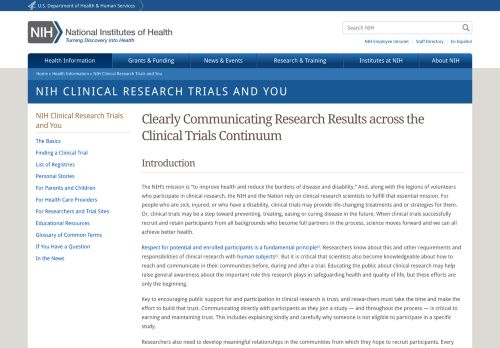 U.S. Department of Health & Human Services
NIH National Institutes of Health
Turning Discovery Into Health
Search NIH
NIH Employee Intranet | Staff Directory | En Español
Health Information
Grants & Funding
News & Events
Research & Training
Institutes at NIH
About NIH
Home » Health Information » NIH Clinical Research Trials and You
NIH CLINICAL RESEARCH TRIALS AND YOU
NIH Clinical Research Trials
and You
The Basics
Finding a Clinical Trial
List of Registries
Personal Stories
For Parents and Children
For Health Care Providers
For Researchers and Trial Sites
Educational Resources
Glossary of Common Terms
If You Have a Question
In the News
Clearly Communicating Research Results across the
Clinical Trials Continuum
Introduction
The NIH's mission is "to improve health and reduce the burdens of disease and disability." And, along with the legions of volunteers
who participate in clinical research, the NIH and the Nation rely on clinical research scientists to fulfill that essential mission. For
people who are sick, injured, or who have a disability, clinical trials may provide life-changing treatments and or strategies for them.
Or, clinical trials may be a step toward preventing, treating, easing or curing disease in the future. When clinical trials successfully
recruit and retain participants from all backgrounds who become full partners in the process, science moves forward and we can all
achieve better health.
Respect for potential and enrolled participants is a fundamental principle. Researchers know about this and other requirements and
responsibilities of clinical research with human subjects. But it is critical that scientists also become knowledgeable about how to
reach and communicate in their communities before, during and after a trial. Educating the public about clinical research may help
raise general awareness about the important role this research plays in safeguarding health and quality of life, but these efforts are
only the beginning.
Key to encouraging public support for and participation in clinical research is trust, and researchers must take the time and make the
effort to build that trust. Communicating directly with participants as they join a study — and throughout the process — is critical to
earning and maintaining trust. This includes explaining kindly and carefully why someone is not eligible to participate in a specific
study.
Researchers also need to develop meaningful relationships in the communities from which they hope to recruit participants. Every